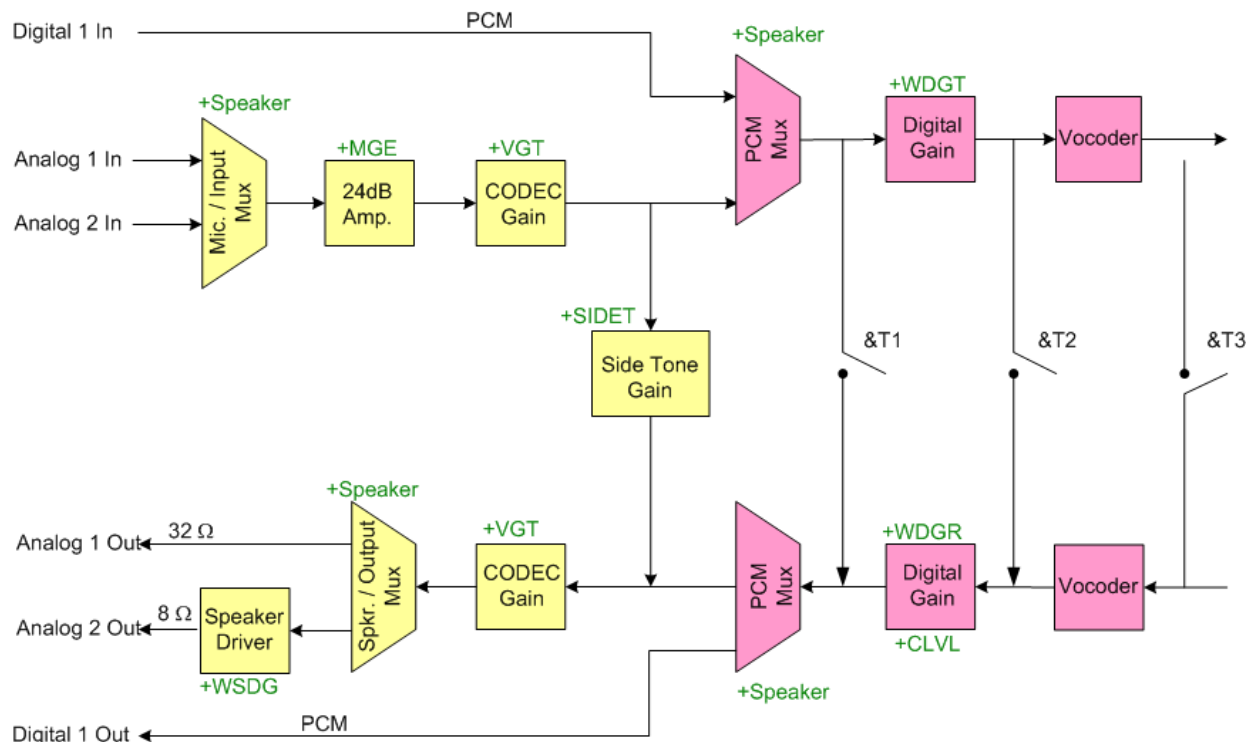 Digital 1 In
PCM
+Speaker
+Speaker
+WDGT
Analog 1 In
Analog 2 In
Mic. / Input
Mux
+MGE
24dB
Amp.
+VGT
CODEC
Gain
PCM
Mux
Digital
Gain
Vocoder
+SIDET
Side Tone
Gain
&T1
&T2
&T3
+Speaker
Analog 1 Out
32 Ω
Spkr. / Output
Mux
+VGT
CODEC
Gain
PCM
Mux
+WDGR
Digital
Gain
+CLVL
Vocoder
Analog 2 Out
8 Ω
Speaker
Driver
+WSDG
+Speaker
Digital 1 Out
PCM